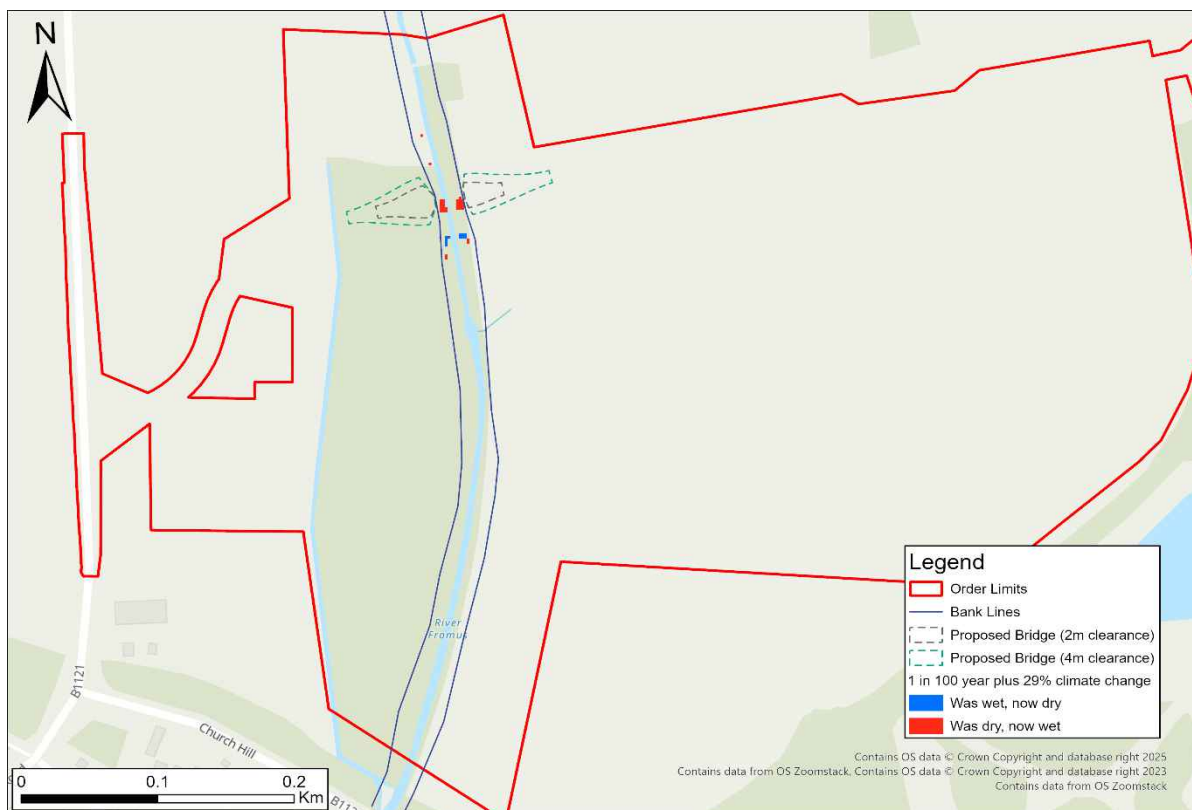 N
River
Fromus
B1121
Church Hill
Legend
Order Limits
Bank Lines
Proposed Bridge (2m clearance)
Proposed Bridge (4m clearance)
1 in 100 year plus 29% climate change
Was wet, now dry
Was dry, now wet
Contains OS data © Crown Copyright and database right 2025
Contains data from OS Zoomstack, Contains OS data © Crown Copyright and database right 2023
Contains data from OS Zoomstack
0 0.1 0.2
Km